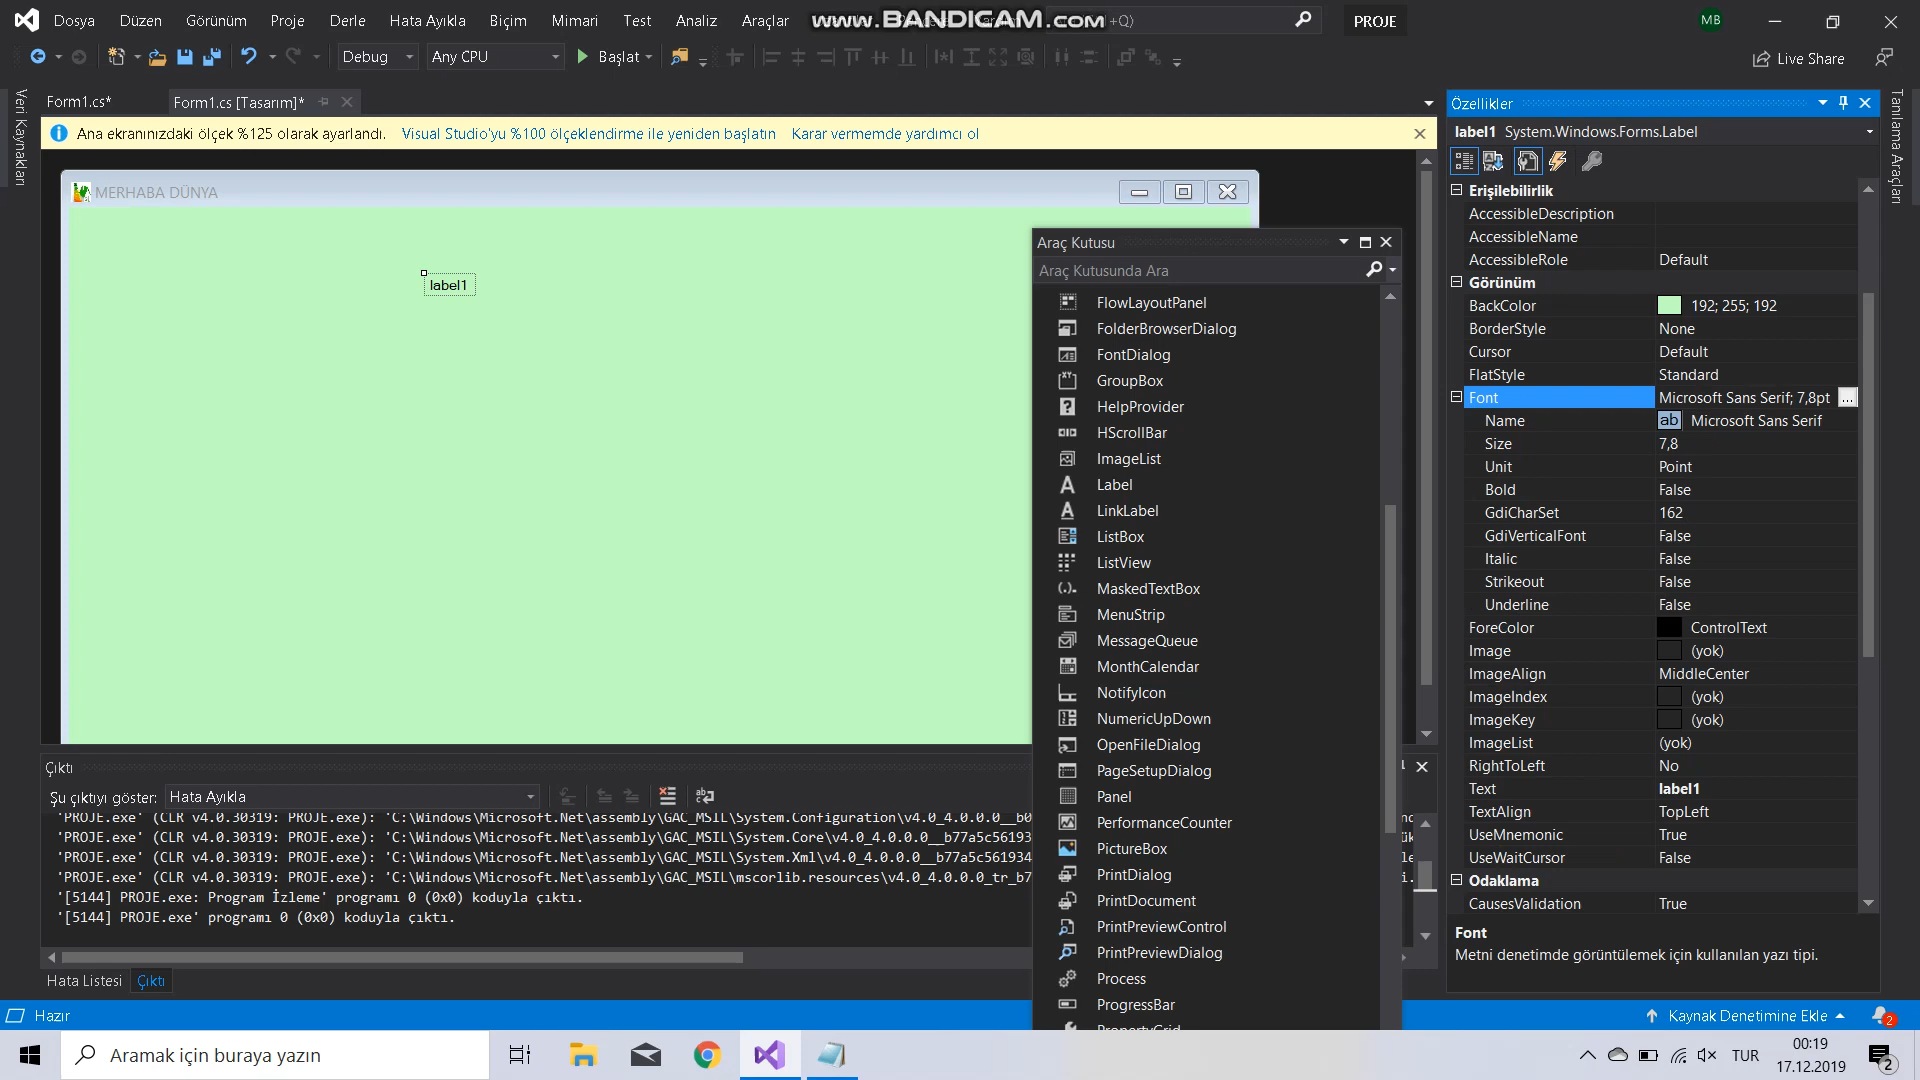 Dosya Düzen Görünüm Proje Derle Hata Ayıkla Biçim Mimari Test Analiz Araçlar www.BANDICAM.com +Q) PROJE MB
Debug Any CPU Başlat Live Share
Veri Kaynakları
Form1.cs* Form1.cs [Tasarım]*
Ana ekranınızdaki ölçek %125 olarak ayarlandı. Visual Studio'yu %100 ölçeklendirme ile yeniden başlatın Karar vermemde yardımcı ol
MERHABA DÜNYA
label1
Araç Kutusu
Araç Kutusunda Ara
FlowLayoutPanel
FolderBrowserDialog
FontDialog
GroupBox
HelpProvider
HScrollBar
ImageList
Label
LinkLabel
ListBox
ListView
MaskedTextBox
MenuStrip
MessageQueue
MonthCalendar
NotifyIcon
NumericUpDown
OpenFileDialog
PageSetupDialog
Panel
PerformanceCounter
PictureBox
PrintDialog
PrintDocument
PrintPreviewControl
PrintPreviewDialog
Process
ProgressBar
PropertyGrid
Özellikler
label1 System.Windows.Forms.Label
Erişilebilirlik
AccessibleDescription
AccessibleName
AccessibleRole Default
Görünüm
BackColor 192; 255; 192
BorderStyle None
Cursor Default
FlatStyle Standard
Font Microsoft Sans Serif; 7,8pt ...
Name ab Microsoft Sans Serif
Size 7,8
Unit Point
Bold False
GdiCharSet 162
GdiVerticalFont False
Italic False
Strikeout False
Underline False
ForeColor ControlText
Image (yok)
ImageAlign MiddleCenter
ImageIndex (yok)
ImageKey (yok)
ImageList (yok)
RightToLeft No
Text label1
TextAlign TopLeft
UseMnemonic True
UseWaitCursor False
Odaklama
CausesValidation True
Font
Metni denetimde görüntülemek için kullanılan yazı tipi.
Tanılama Araçları
Çıktı
Şu çıktıyı göster: Hata Ayıkla
'PROJE.exe' (CLR v4.0.30319: PROJE.exe): 'C:\Windows\Microsoft.Net\assembly\GAC_MSIL\System.Configuration\v4.0_4.0.0.0__b0
'PROJE.exe' (CLR v4.0.30319: PROJE.exe): 'C:\Windows\Microsoft.Net\assembly\GAC_MSIL\System.Core\v4.0_4.0.0.0__b77a5c56193
'PROJE.exe' (CLR v4.0.30319: PROJE.exe): 'C:\Windows\Microsoft.Net\assembly\GAC_MSIL\System.Xml\v4.0_4.0.0.0__b77a5c561934
'PROJE.exe' (CLR v4.0.30319: PROJE.exe): 'C:\Windows\Microsoft.Net\assembly\GAC_MSIL\mscorlib.resources\v4.0_4.0.0.0_tr_b7
'[5144] PROJE.exe: Program İzleme' programı 0 (0x0) koduyla çıktı.
'[5144] PROJE.exe' programı 0 (0x0) koduyla çıktı.
Hata Listesi Çıktı
Hazır Kaynak Denetimine Ekle 2
Aramak için buraya yazın TUR 00:19
17.12.2019 2